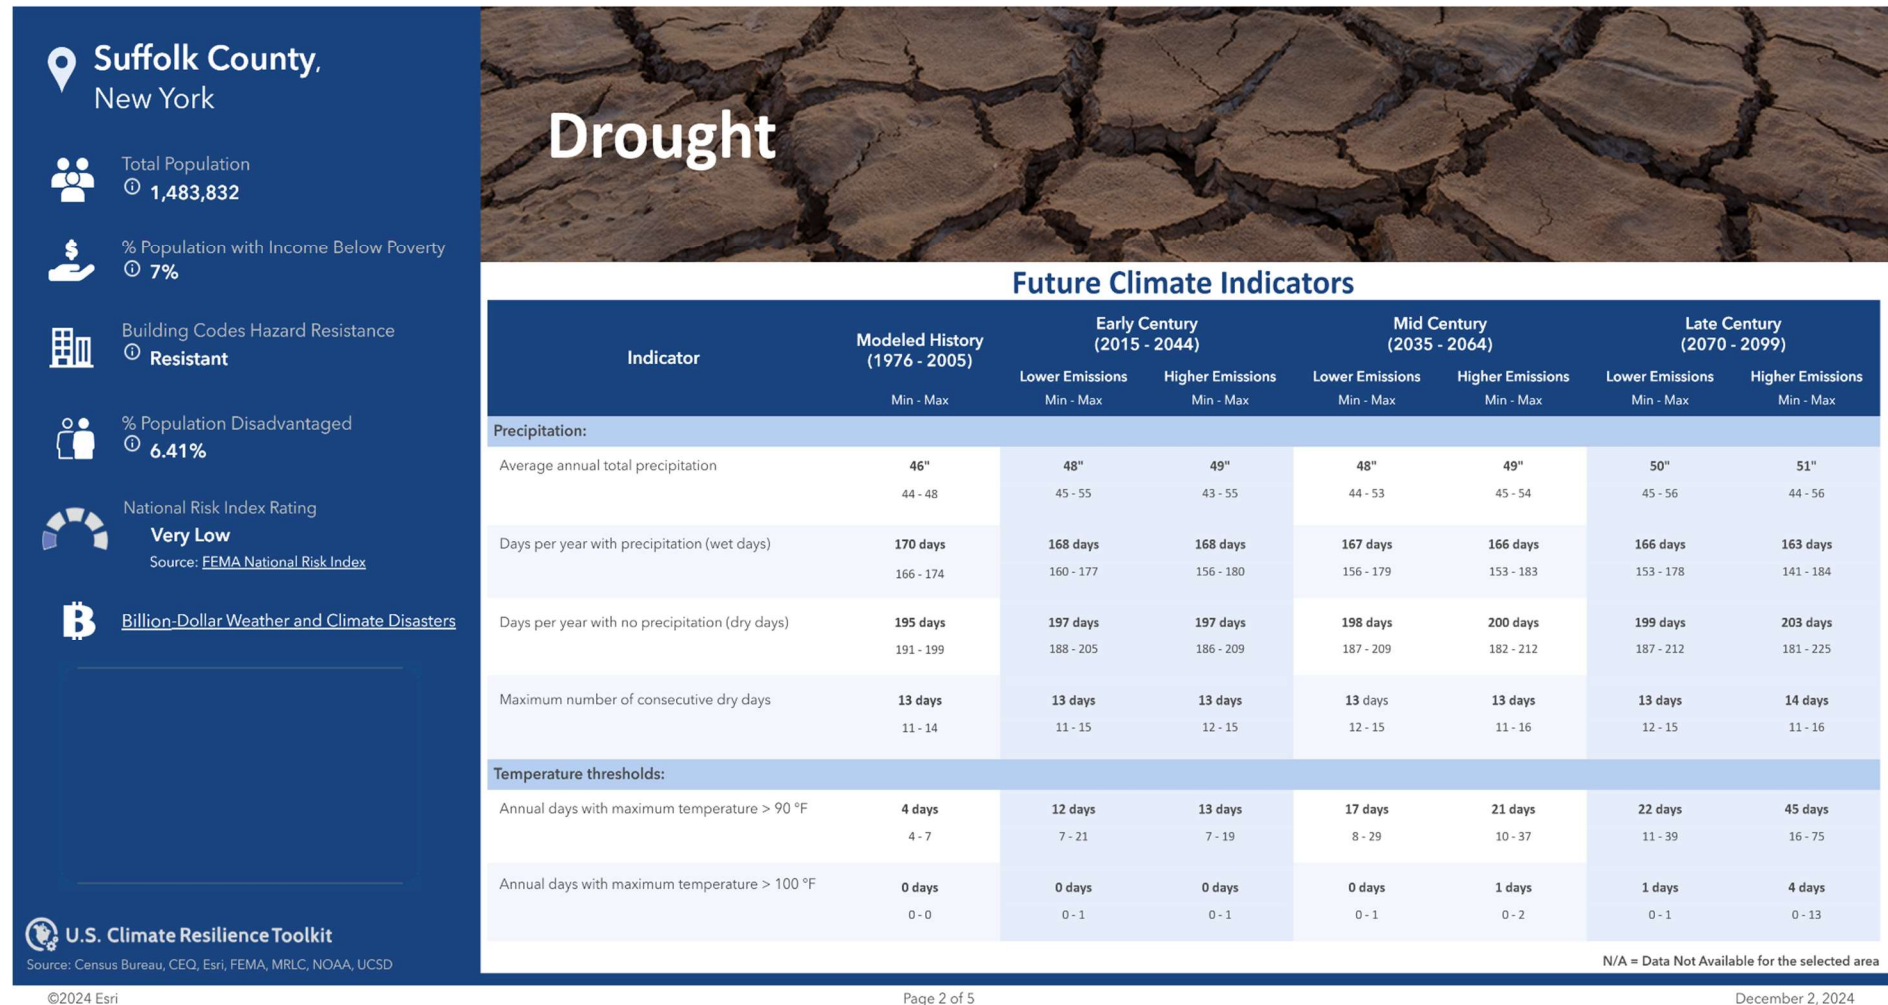 Suffolk County,
New York
Total Population
1,483,832
% Population with Income Below Poverty
7%
Building Codes Hazard Resistance
Resistant
% Population Disadvantaged
6.41%
National Risk Index Rating
Very Low
Source: FEMA National Risk Index
Billion-Dollar Weather and Climate Disasters
U.S. Climate Resilience Toolkit
Source: Census Bureau, CEQ, Esri, FEMA, MRLC, NOAA, UCSD
Drought
Future Climate Indicators
Indicator
Modeled History
(1976 - 2005)
Min - Max
Early Century
(2015 - 2044)
Mid Century
(2035 - 2064)
Late Century
(2070 - 2099)
Lower Emissions Higher Emissions Lower Emissions Higher Emissions Lower Emissions Higher Emissions
Min - Max Min - Max Min - Max Min - Max Min - Max Min - Max
Precipitation:
Average annual total precipitation 46" 48" 49" 48" 49" 50" 51"
44 - 48 45 - 55 43 - 55 44 - 53 45 - 54 45 - 56 44 - 56
Days per year with precipitation (wet days) 170 days 168 days 168 days 167 days 166 days 166 days 163 days
166 - 174 160 - 177 156 - 180 156 - 179 153 - 183 153 - 178 141 - 184
Days per year with no precipitation (dry days) 195 days 197 days 197 days 198 days 200 days 199 days 203 days
191 - 199 188 - 205 186 - 209 187 - 209 182 - 212 187 - 212 181 - 225
Maximum number of consecutive dry days 13 days 13 days 13 days 13 days 13 days 13 days 14 days
11 - 14 11 - 15 12 - 15 12 - 15 11 - 16 12 - 15 11 - 16
Temperature thresholds:
Annual days with maximum temperature > 90 °F 4 days 12 days 13 days 17 days 21 days 22 days 45 days
4 - 7 7 - 21 7 - 19 8 - 29 10 - 37 11 - 39 16 - 75
Annual days with maximum temperature > 100 °F 0 days 0 days 0 days 0 days 1 days 1 days 4 days
0 - 0 0 - 1 0 - 1 0 - 1 0 - 2 0 - 1 0 - 13
N/A = Data Not Available for the selected area
©2024 Esri
Page 2 of 5
December 2, 2024